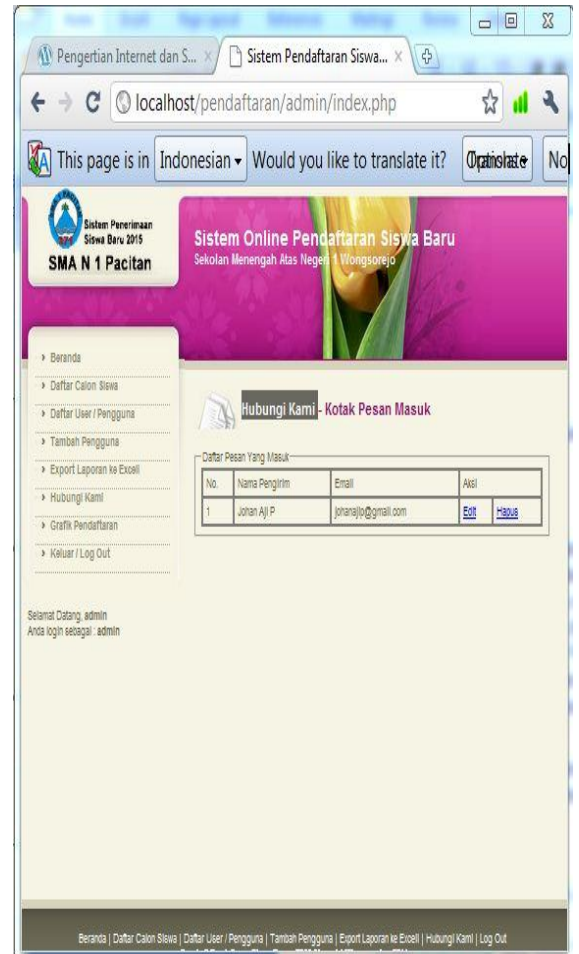 Pengertian Internet dan S...
Sistem Pendaftaran Siswa...
localhost/pendaftaran/admin/index.php
This page is in Indonesian Would you like to translate it? Options No
Sistem Penerimaan
Siswa Baru 2015
SMA N 1 Pacitan
Sistem Online Pendaftaran Siswa Baru
Sekolan Menengah Atas Negeri 1 Wongsorejo
Beranda
Daftar Calon Siswa
Daftar User / Pengguna
Tambah Pengguna
Export Laporan ke Excell
Hubungi Kami
Grafik Pendaftaran
Keluar / Log Out
Selamat Datang, admin
Anda login sebagai : admin
Hubungi Kami - Kotak Pesan Masuk
Daftar Pesan Yang Masuk
No. Nama Pengirim Email Aksi
1 Johan Aji P johanajip@gmail.com Edit Hapus
Beranda | Daftar Calon Siswa | Daftar User / Pengguna | Tambah Pengguna | Export Laporan ke Excell | Hubungi Kami | Log Out